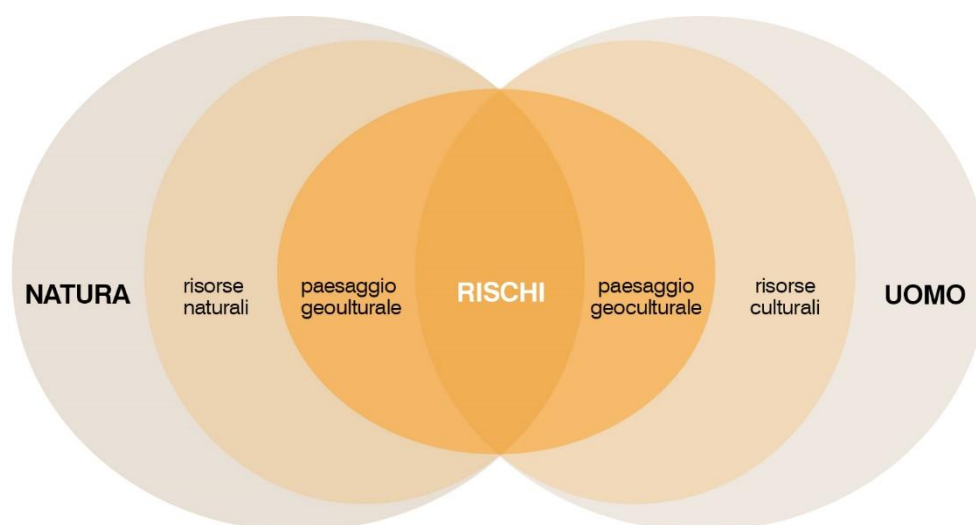 NATURA
risorse
naturali
paesaggio
geoulturale
RISCHI
paesaggio
geoculturale
risorse
culturali
UOMO